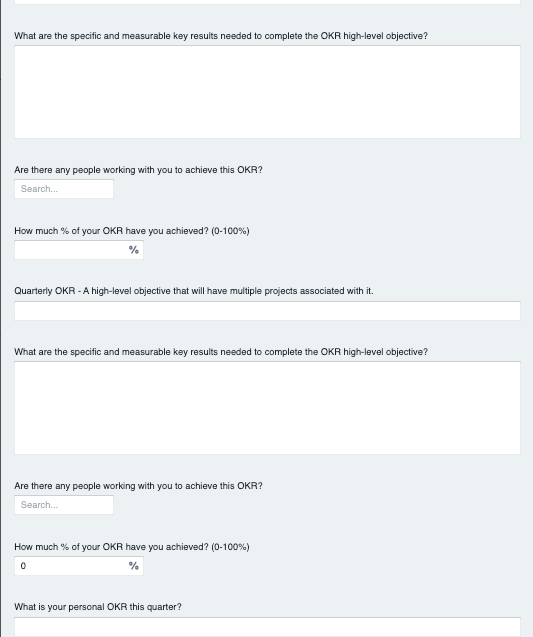 What are the specific and measurable key results needed to complete the OKR high-level objective?
Are there any people working with you to achieve this OKR?
Search...
How much % of your OKR have you achieved? (0-100%)
%
Quarterly OKR - A high-level objective that will have multiple projects associated with it.
What are the specific and measurable key results needed to complete the OKR high-level objective?
Are there any people working with you to achieve this OKR?
Search...
How much % of your OKR have you achieved? (0-100%)
0 %
What is your personal OKR this quarter?